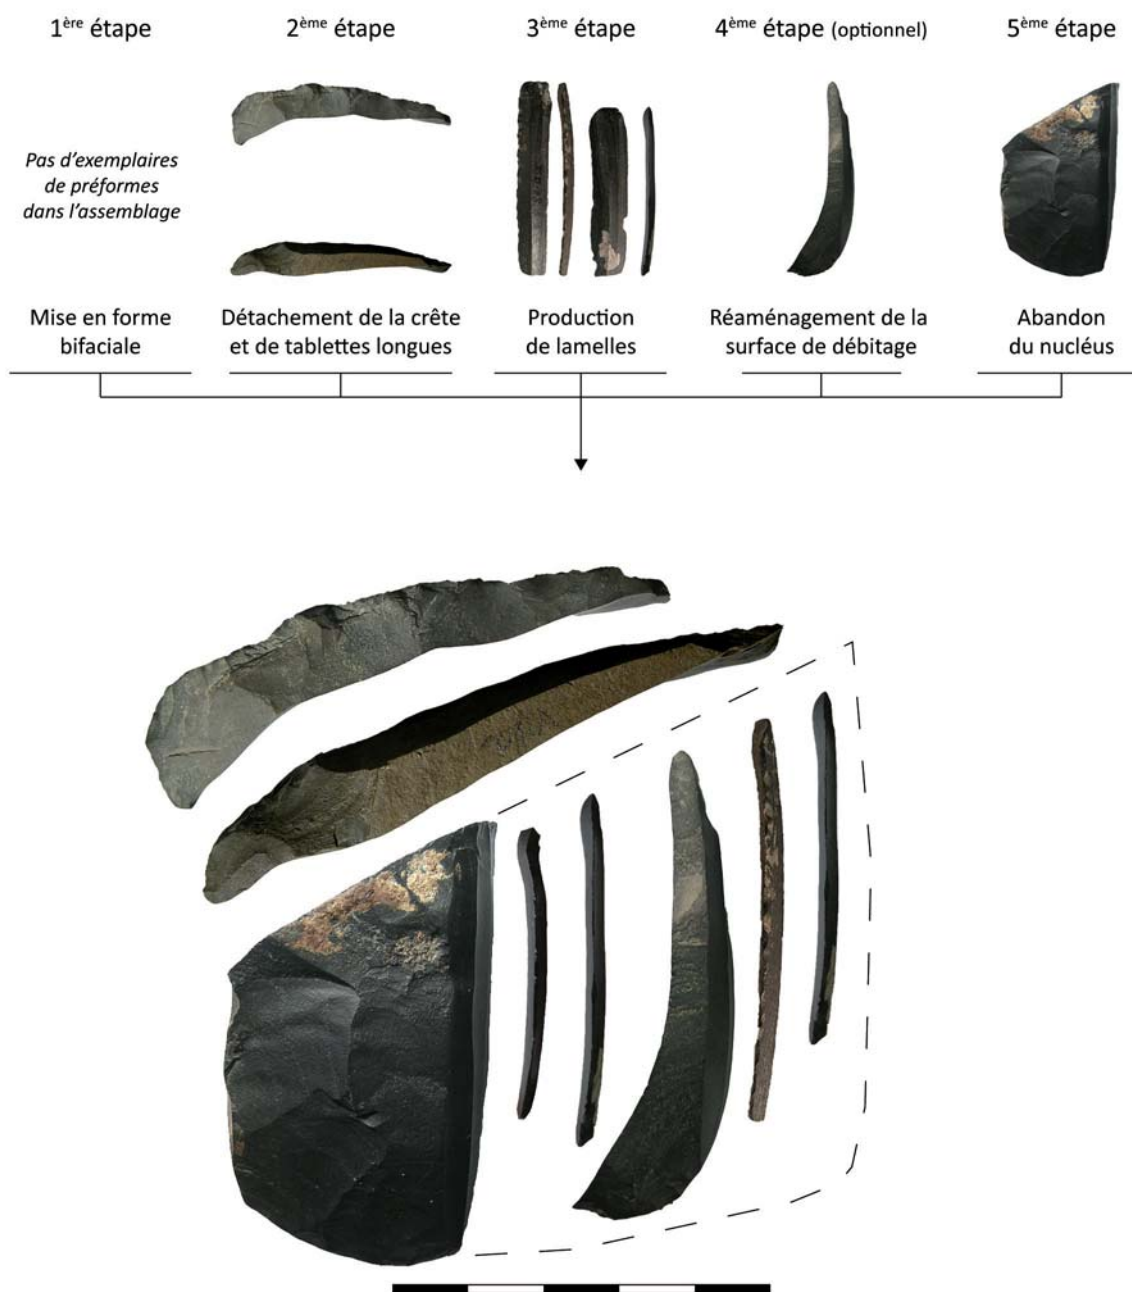 1ère étape
2ème étape
3ème étape
4ème étape (optionnel)
5ème étape
Pas d'exemplaires
de préformes
dans l'assemblage
Mise en forme
bifaciale
Détachement de la crête
et de tablettes longues
Production
de lamelles
Réaménagement de la
surface de débitage
Abandon
du nucléus